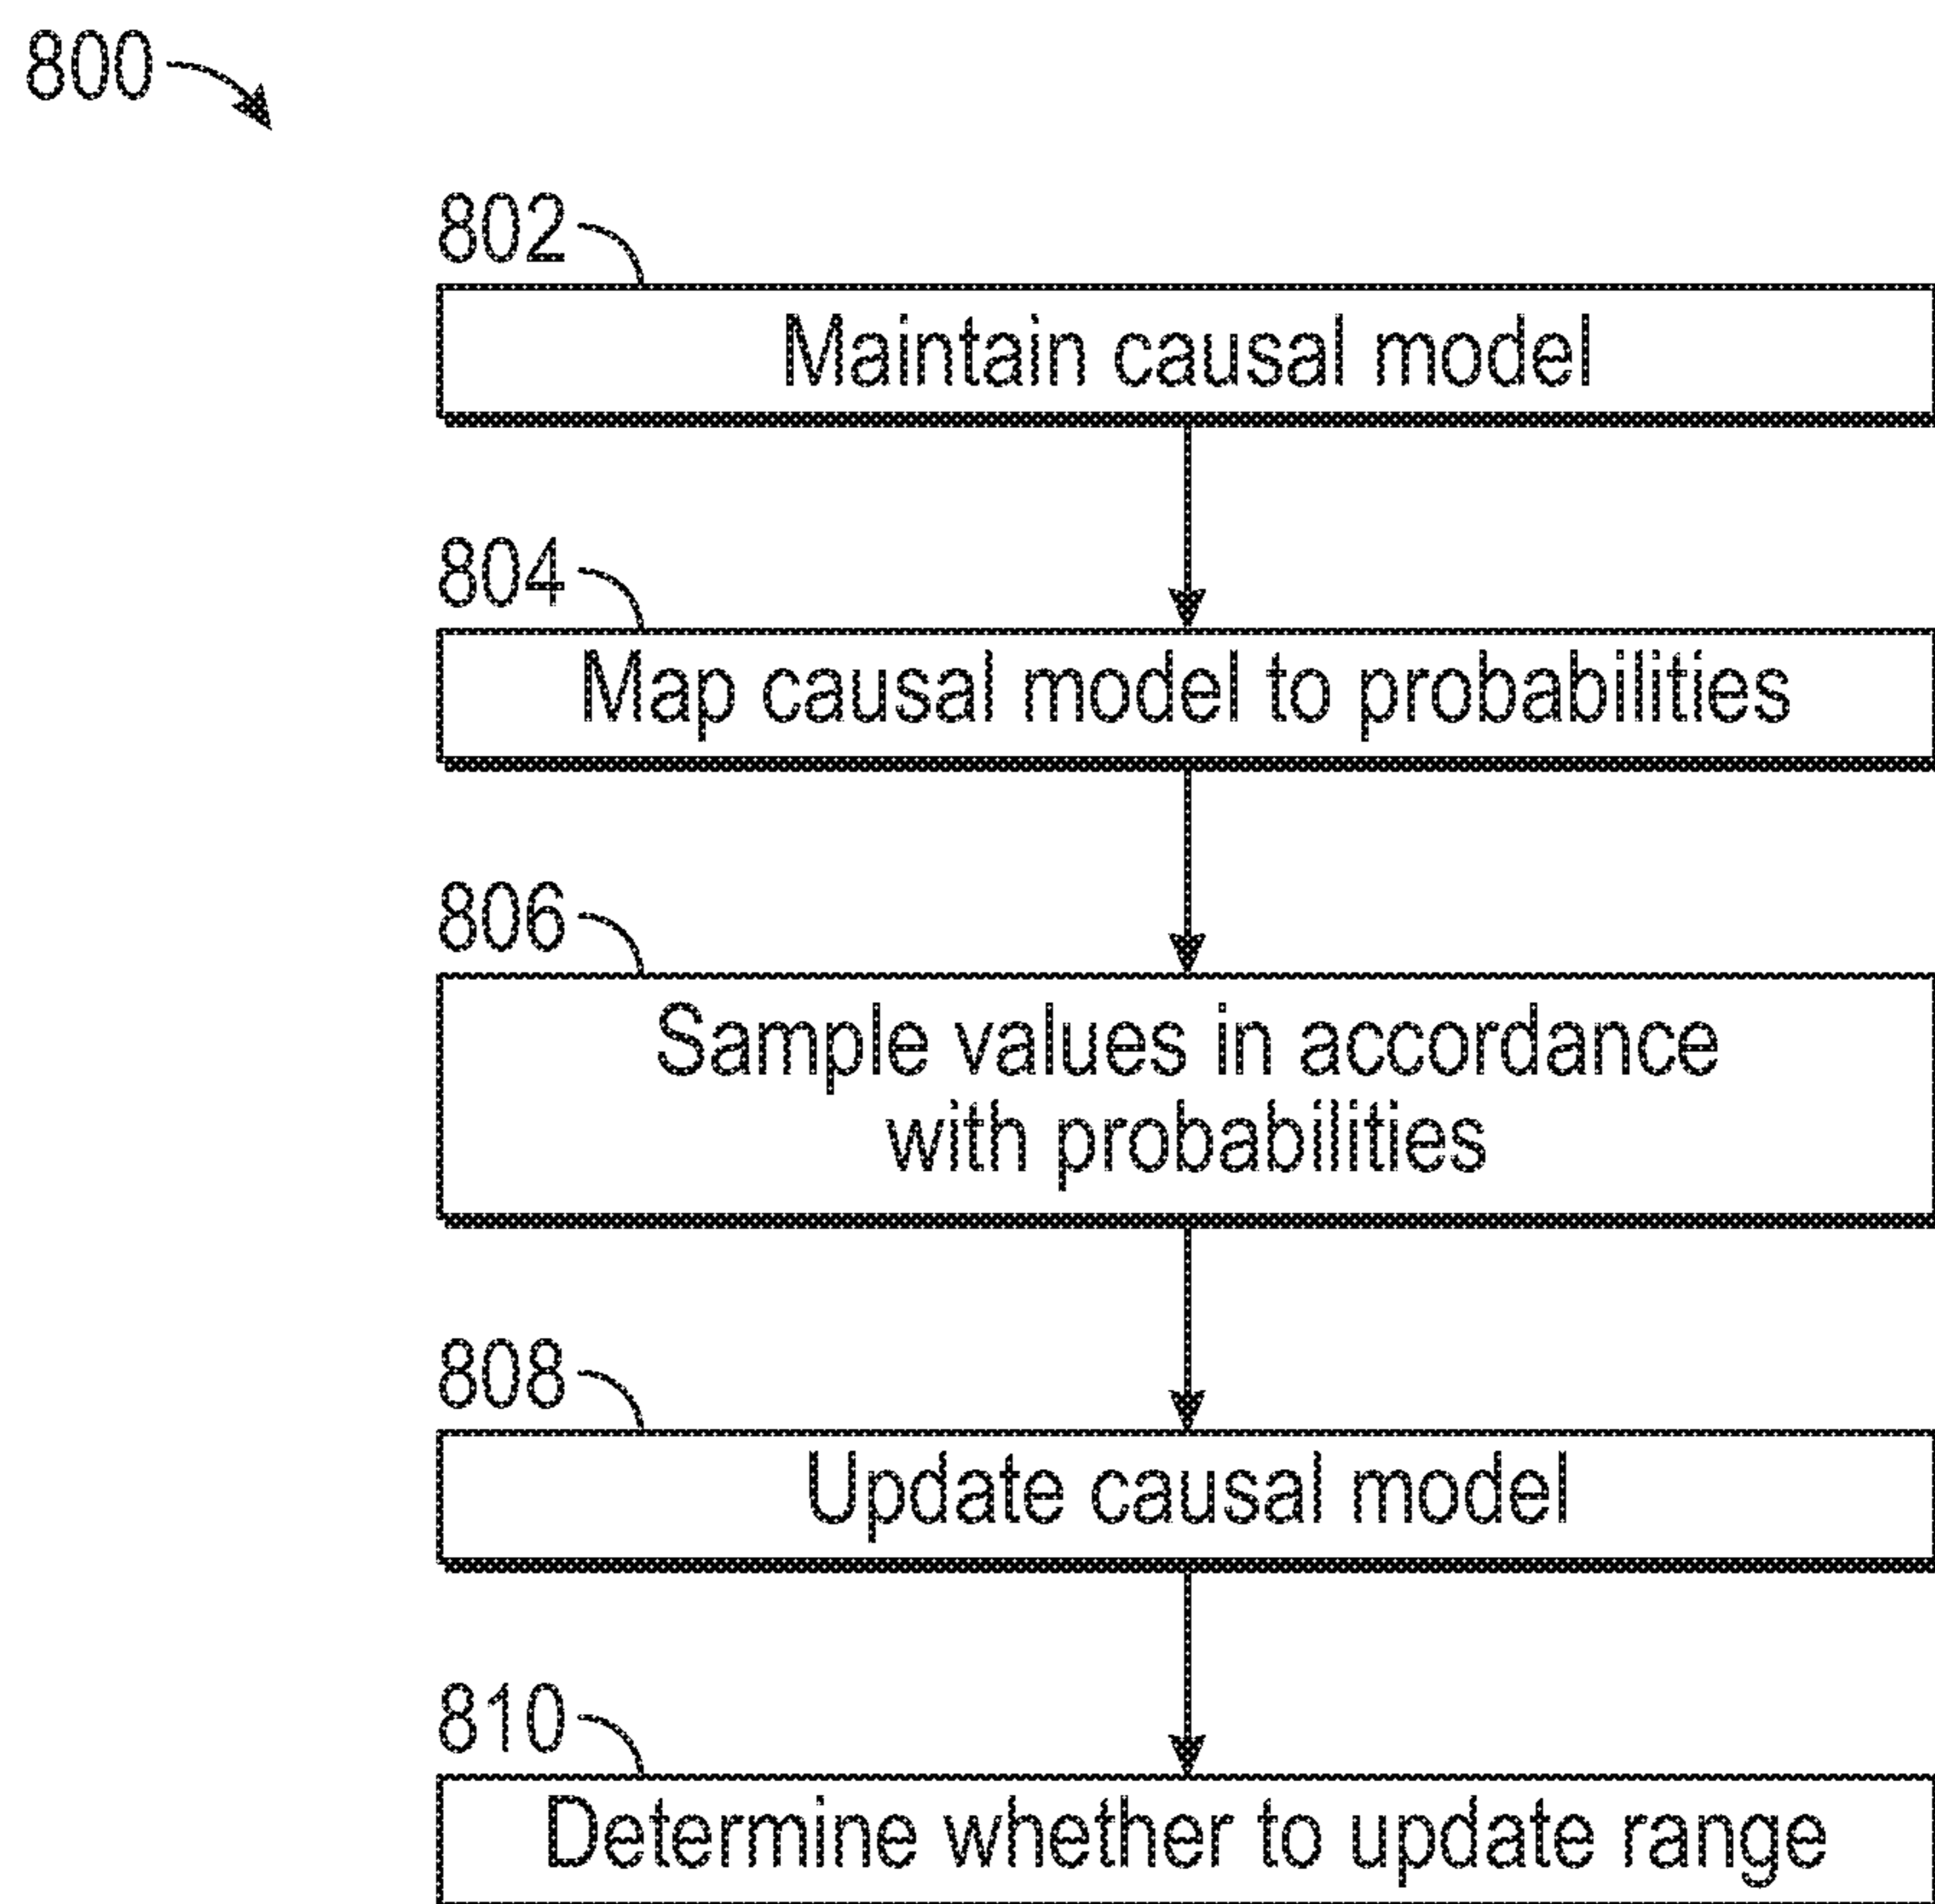 800
802
Maintain causal model
804
Map causal model to probabilities
806
Sample values in accordance
with probabilities
808
Update causal model
810
Determine whether to update range